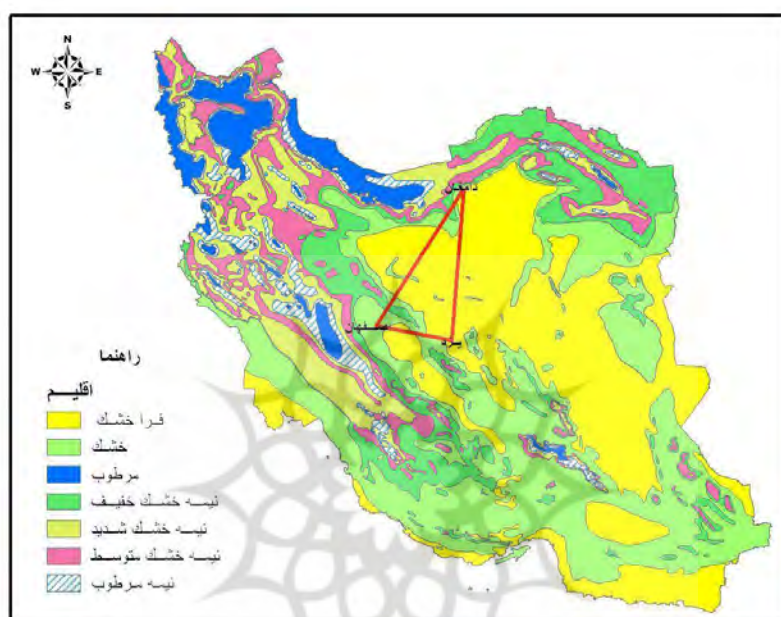 N
W E
S
دامغان
اصفهان
یزد
راهنما
اقلیم
فرا خشک
خشک
مرطوب
نیمه خشک خفیف
نیمه خشک شدید
نیمه خشک متوسط
نیمه مرطوب